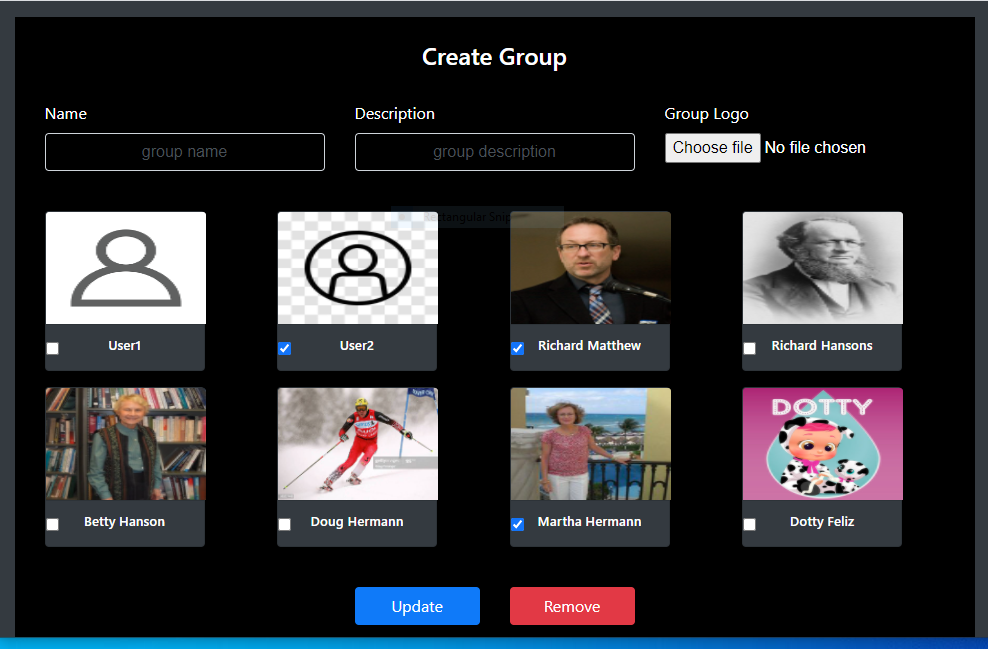 Create Group
Name
Description
Group Logo
group name
group description
Choose file No file chosen
Rectangular Snip
User1
User2
Richard Matthew
Richard Hansons
DOTTY
Betty Hanson
Doug Hermann
Martha Hermann
Dotty Feliz
Update
Remove